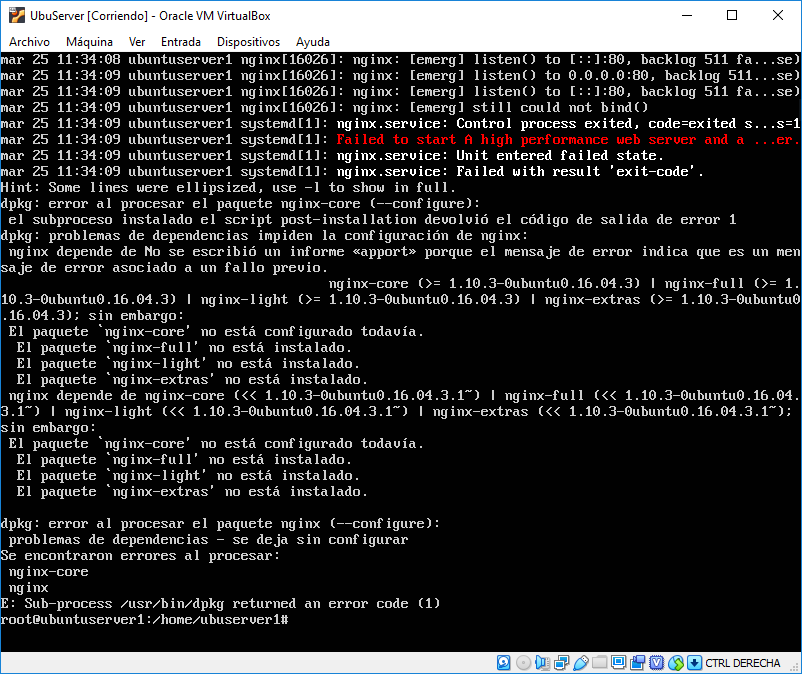 UbuServer [Corriendo] - Oracle VM VirtualBox
Archivo Máquina Ver Entrada Dispositivos Ayuda
mar 25 11:34:08 ubuntuserver1 nginx[16026]: nginx: [emerg] listen() to [::]:80, backlog 511 fa...se)
mar 25 11:34:09 ubuntuserver1 nginx[16026]: nginx: [emerg] listen() to 0.0.0.0:80, backlog 511...se)
mar 25 11:34:09 ubuntuserver1 nginx[16026]: nginx: [emerg] listen() to [::]:80, backlog 511 fa...se)
mar 25 11:34:09 ubuntuserver1 nginx[16026]: nginx: [emerg] still could not bind()
mar 25 11:34:09 ubuntuserver1 systemd[1]: nginx.service: Control process exited, code=exited s...s=1
mar 25 11:34:09 ubuntuserver1 systemd[1]: Failed to start A high performance web server and a ...er.
mar 25 11:34:09 ubuntuserver1 systemd[1]: nginx.service: Unit entered failed state.
mar 25 11:34:09 ubuntuserver1 systemd[1]: nginx.service: Failed with result 'exit-code'.
Hint: Some lines were ellipsized, use -l to show in full.
dpkg: error al procesar el paquete nginx-core (--configure):
el subproceso instalado el script post-installation devolvió el código de salida de error 1
dpkg: problemas de dependencias impiden la configuración de nginx:
nginx depende de No se escribió un informe «apport» porque el mensaje de error indica que es un men
saje de error asociado a un fallo previo.
nginx-core (>= 1.10.3-0ubuntu0.16.04.3) | nginx-full (>= 1.
10.3-0ubuntu0.16.04.3) | nginx-light (>= 1.10.3-0ubuntu0.16.04.3) | nginx-extras (>= 1.10.3-0ubuntu0
.16.04.3); sin embargo:
El paquete `nginx-core' no está configurado todavía.
El paquete `nginx-full' no está instalado.
El paquete `nginx-light' no está instalado.
El paquete `nginx-extras' no está instalado.
nginx depende de nginx-core (<< 1.10.3-0ubuntu0.16.04.3.1~) | nginx-full (<< 1.10.3-0ubuntu0.16.04.
3.1~) | nginx-light (<< 1.10.3-0ubuntu0.16.04.3.1~) | nginx-extras (<< 1.10.3-0ubuntu0.16.04.3.1~);
sin embargo:
El paquete `nginx-core' no está configurado todavía.
El paquete `nginx-full' no está instalado.
El paquete `nginx-light' no está instalado.
El paquete `nginx-extras' no está instalado.
dpkg: error al procesar el paquete nginx (--configure):
problemas de dependencias - se deja sin configurar
Se encontraron errores al procesar:
nginx-core
nginx
E: Sub-process /usr/bin/dpkg returned an error code (1)
root@ubuntuserver1:/home/ubuserver1#
CTRL DERECHA